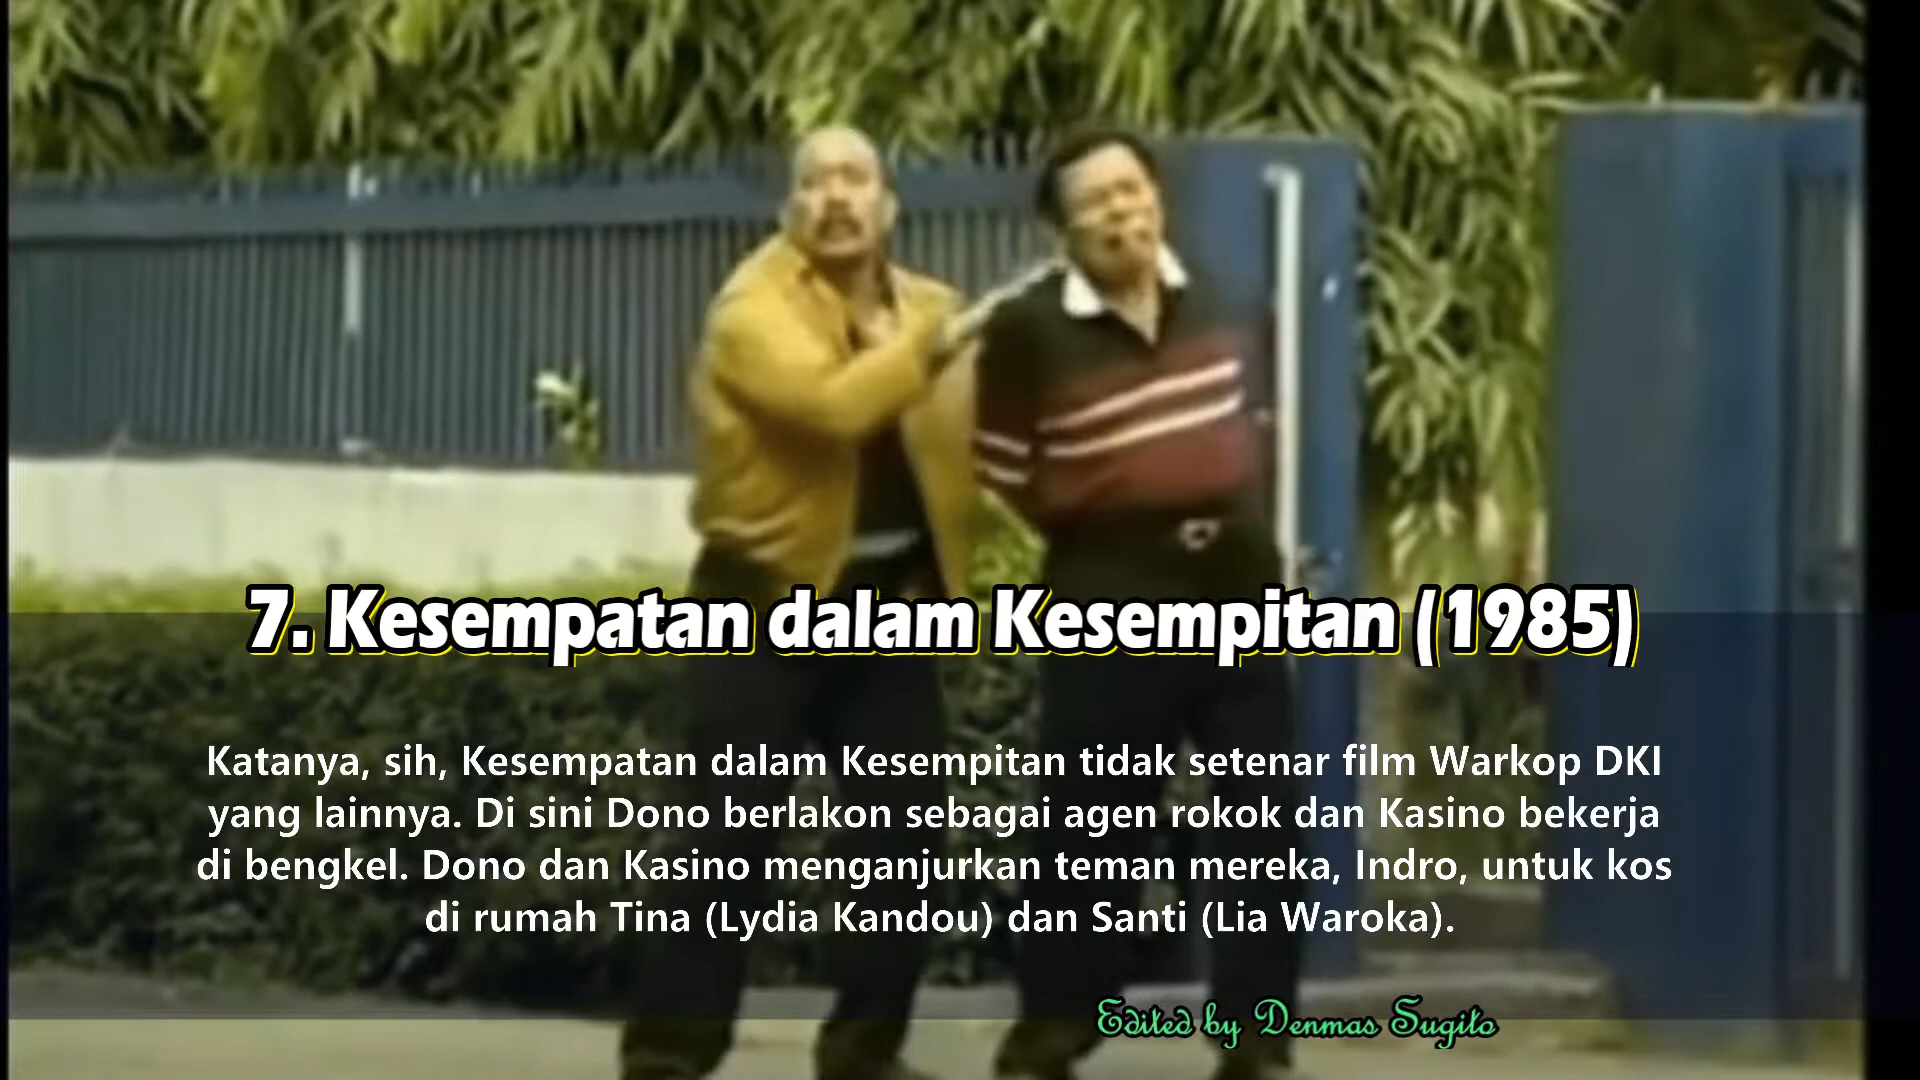 7. Kesempatan dalam Kesempitan (1985)
Katanya, sih, Kesempatan dalam Kesempitan tidak setenar film Warkop DKI
yang lainnya. Di sini Dono berlakon sebagai agen rokok dan Kasino bekerja
di bengkel. Dono dan Kasino menganjurkan teman mereka, Indro, untuk kos
di rumah Tina (Lydia Kandou) dan Santi (Lia Waroka).
Edited by Denmas Sugito